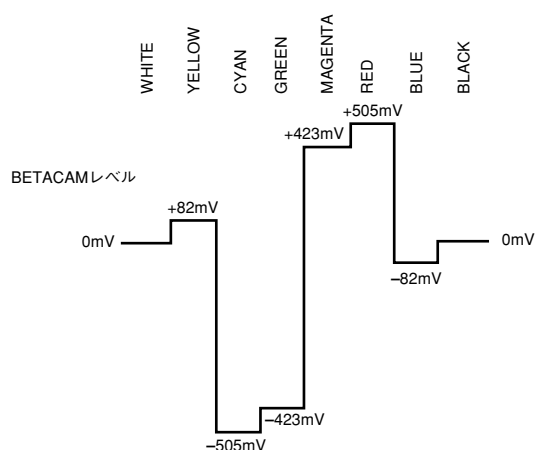 WHITE
YELLOW
CYAN
GREEN
MAGENTA
RED
BLUE
BLACK
+505mV
+423mV
BETACAMレベル
+82mV
0mV
0mV
–82mV
–423mV
–505mV